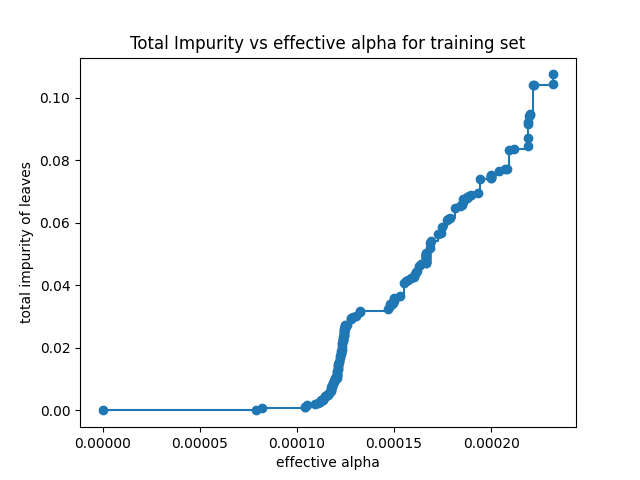 Total Impurity vs effective alpha for training set
total impurity of leaves
0.10
0.08
0.06
0.04
0.02
0.00
0.00000 0.00005 0.00010 0.00015 0.00020
effective alpha